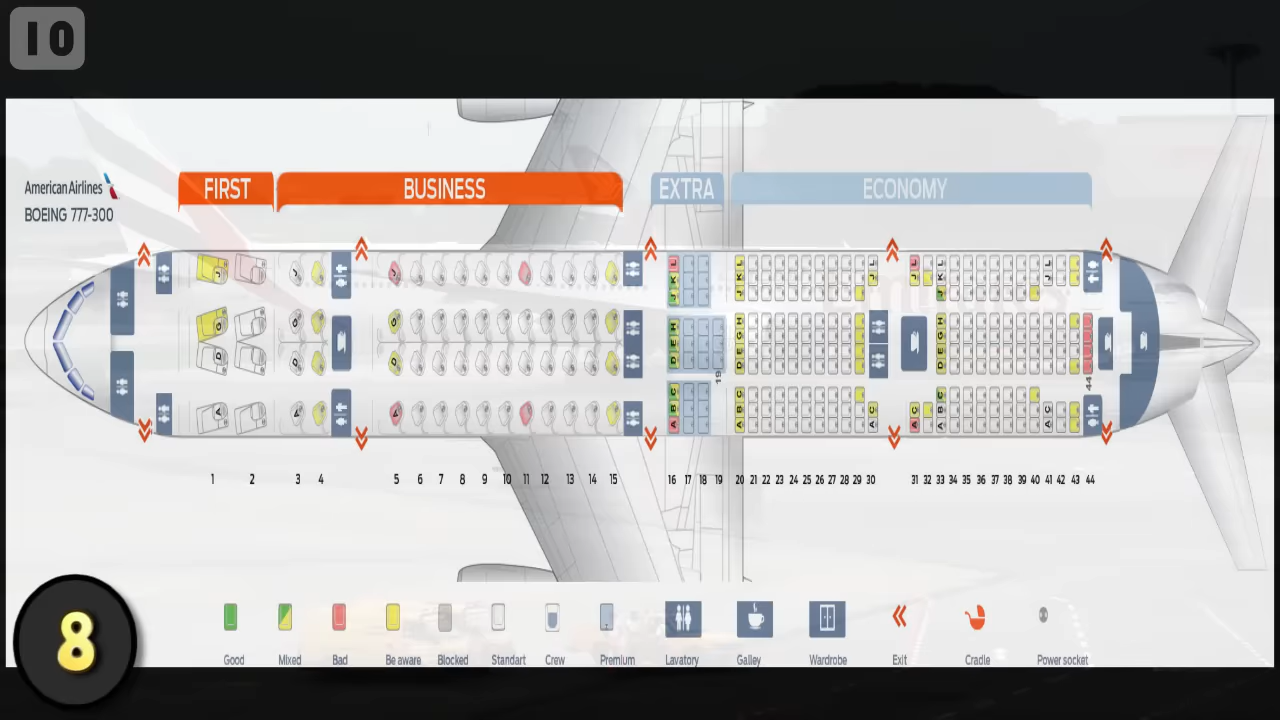 10
FIRST BUSINESS EXTRA ECONOMY
American Airlines
BOEING 777-300
J J J J L J K L J K L J L J L J K L J L
G G G G D E H D E G H D E G H
D D D D
A A A A A B C A B C A C A C A B C A C
19
44
1 2 3 4 5 6 7 8 9 10 11 12 13 14 15 16 17 18 19 20 21 22 23 24 25 26 27 28 29 30 31 32 33 34 35 36 37 38 39 40 41 42 43 44
8
Good Mixed Bad Be aware Blocked Standart Crew Premium Lavatory Galley Wardrobe Exit Cradle Power socket